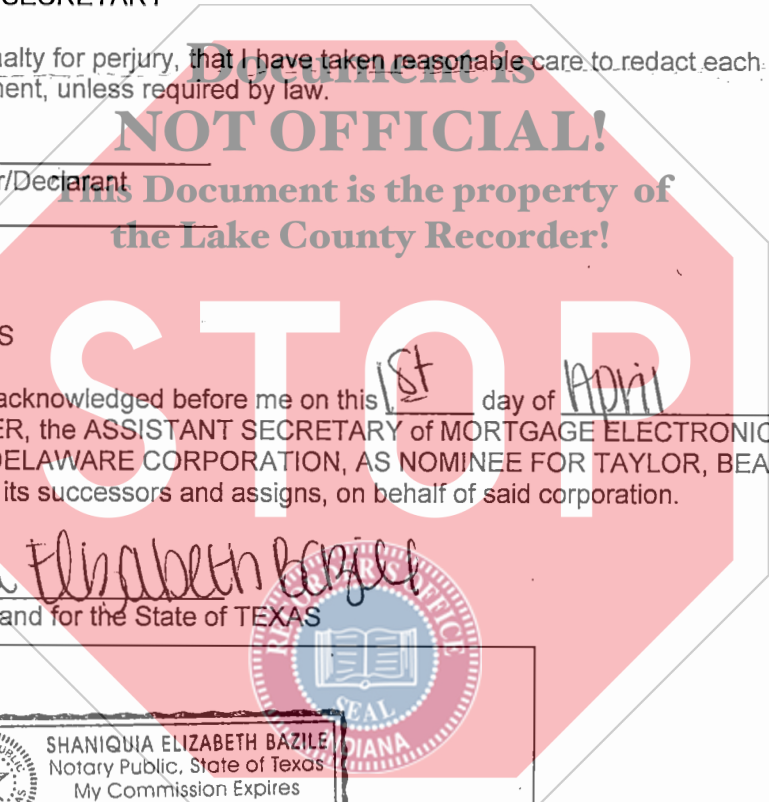 SECRETARY
alty for perjury, that I have taken reasonable care to redact each
ment, unless required by law.
Document is
NOT OFFICIAL!
r/Declarant
This Document is the property of
the Lake County Recorder!
S
STOP
acknowledged before me on this 1st day of April
ER, the ASSISTANT SECRETARY of MORTGAGE ELECTRONIC
DELAWARE CORPORATION, AS NOMINEE FOR TAYLOR, BEA
its successors and assigns, on behalf of said corporation.
Elizabeth Bazile
and for the State of TEXAS
RECORDER'S OFFICE
SEAL
INDIANA
SHANIQUIA ELIZABETH BAZILE
Notary Public, State of Texas
My Commission Expires